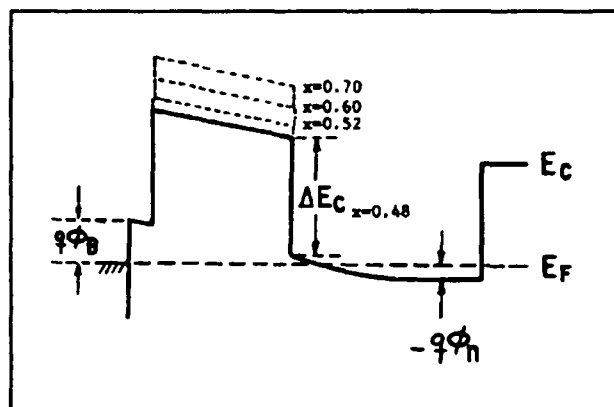 x=0.70
x=0.60
x=0.52
E_C
ΔE_C x=0.48
qΦ_B
E_F
-qΦ_n